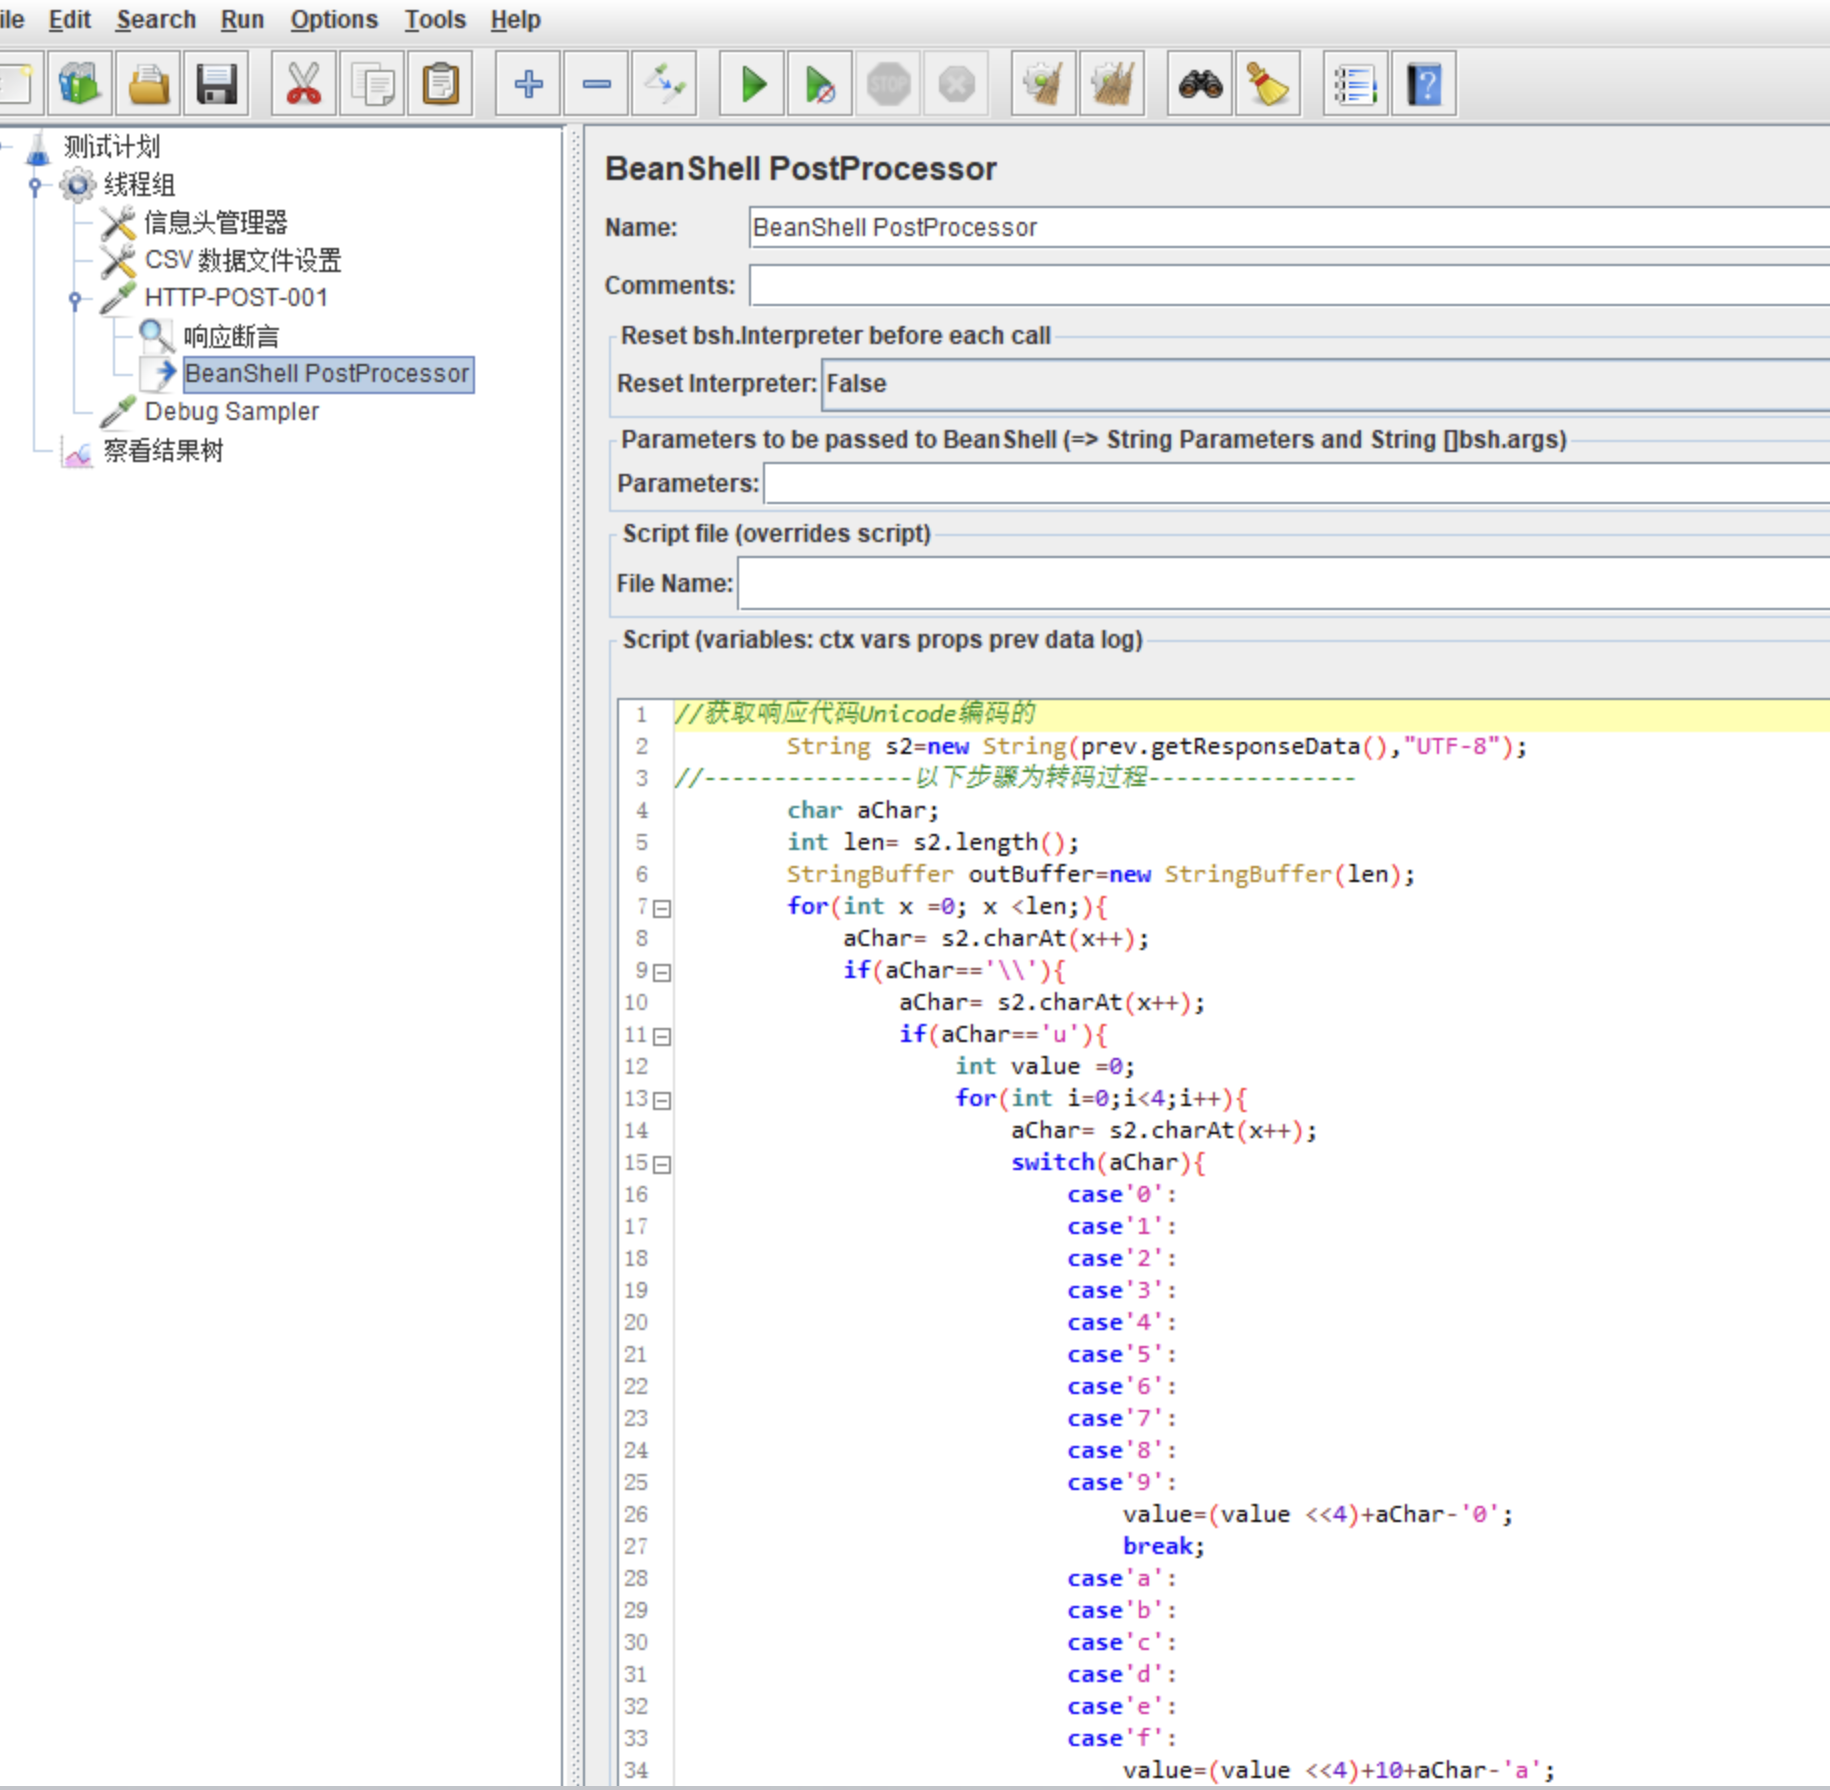 ile Edit Search Run Options Tools Help
STOP
测试计划
线程组
信息头管理器
CSV 数据文件设置
HTTP-POST-001
响应断言
BeanShell PostProcessor
Debug Sampler
察看结果树
BeanShell PostProcessor
Name: BeanShell PostProcessor
Comments:
Reset bsh.Interpreter before each call
Reset Interpreter: False
Parameters to be passed to BeanShell (=> String Parameters and String []bsh.args)
Parameters:
Script file (overrides script)
File Name:
Script (variables: ctx vars props prev data log)
1 //获取响应代码Unicode编码的
2 String s2=new String(prev.getResponseData(),"UTF-8");
3 //---------------以下步骤为转码过程---------------
4 char aChar;
5 int len= s2.length();
6 StringBuffer outBuffer=new StringBuffer(len);
7 for(int x =0; x <len;){
8 aChar= s2.charAt(x++);
9 if(aChar=='\\'){
10 aChar= s2.charAt(x++);
11 if(aChar=='u'){
12 int value =0;
13 for(int i=0;i<4;i++){
14 aChar= s2.charAt(x++);
15 switch(aChar){
16 case'0':
17 case'1':
18 case'2':
19 case'3':
20 case'4':
21 case'5':
22 case'6':
23 case'7':
24 case'8':
25 case'9':
26 value=(value <<4)+aChar-'0';
27 break;
28 case'a':
29 case'b':
30 case'c':
31 case'd':
32 case'e':
33 case'f':
34 value=(value <<4)+10+aChar-'a';